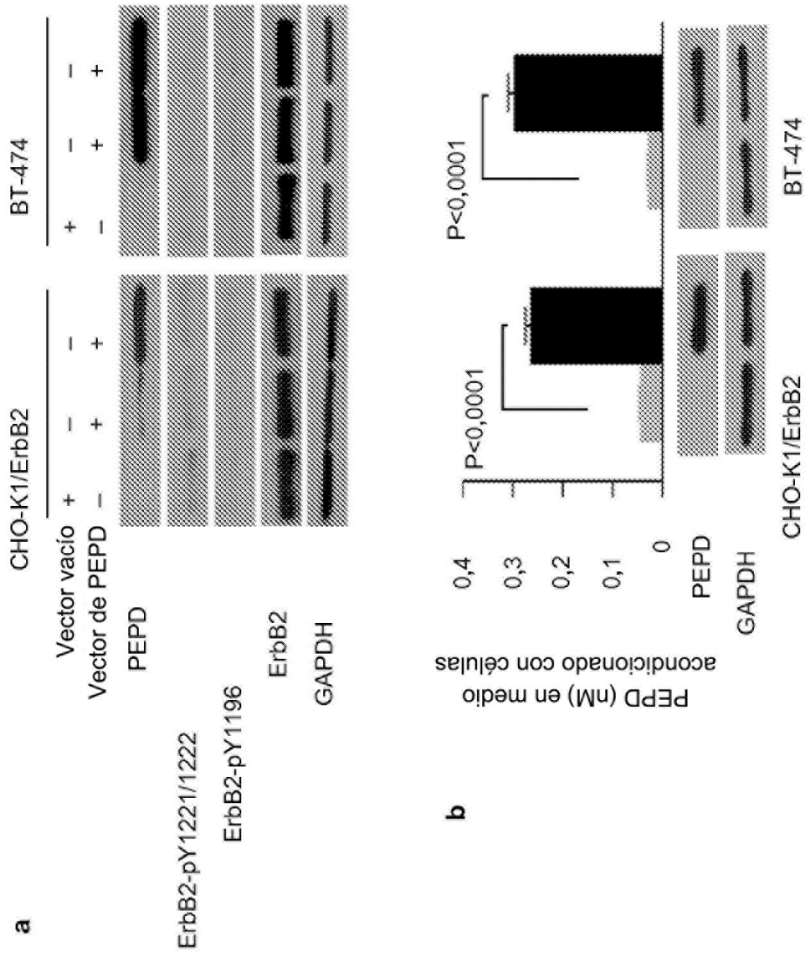 a
CHO-K1/ErbB2 BT-474
Vector vacío + – – + – –
Vector de PEPD – + + – + +
PEPD
ErbB2-pY1221/1222
ErbB2-pY1196
ErbB2
GAPDH
b
PEPD (nM) en medio
acondicionado con células
0,4
0,3
0,2
0,1
0
P<0,0001 P<0,0001
PEPD
GAPDH
CHO-K1/ErbB2 BT-474